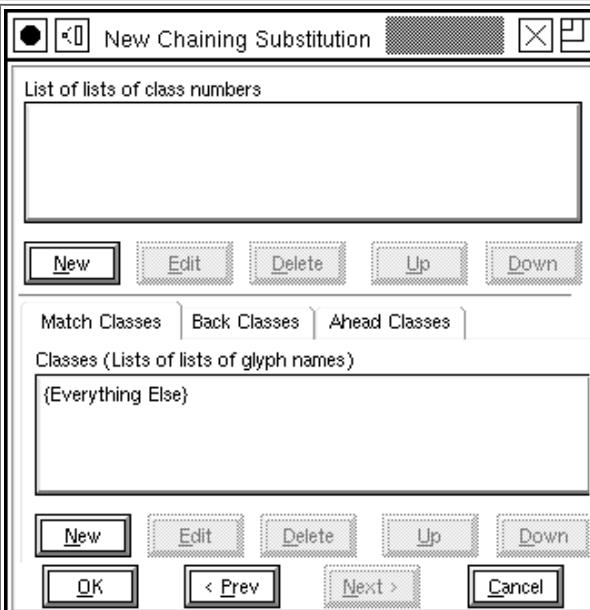 New Chaining Substitution
List of lists of class numbers
New Edit Delete Up Down
Match Classes Back Classes Ahead Classes
Classes (Lists of lists of glyph names)
{Everything Else}
New Edit Delete Up Down
OK < Prev Next > Cancel